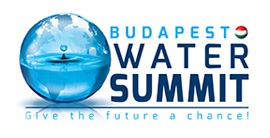 BUDAPEST
WATER
SUMMIT
Give the future a chance!